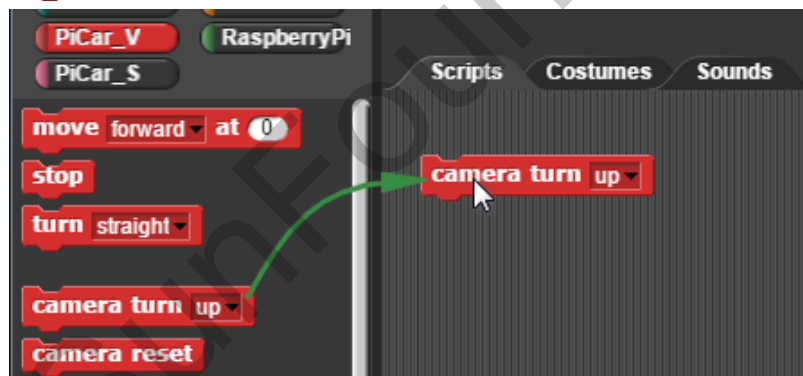 PiCar_V RaspberryPi
PiCar_S
Scripts Costumes Sounds
move forward at 0
stop
turn straight
camera turn up
camera reset
camera turn up
SunFoun